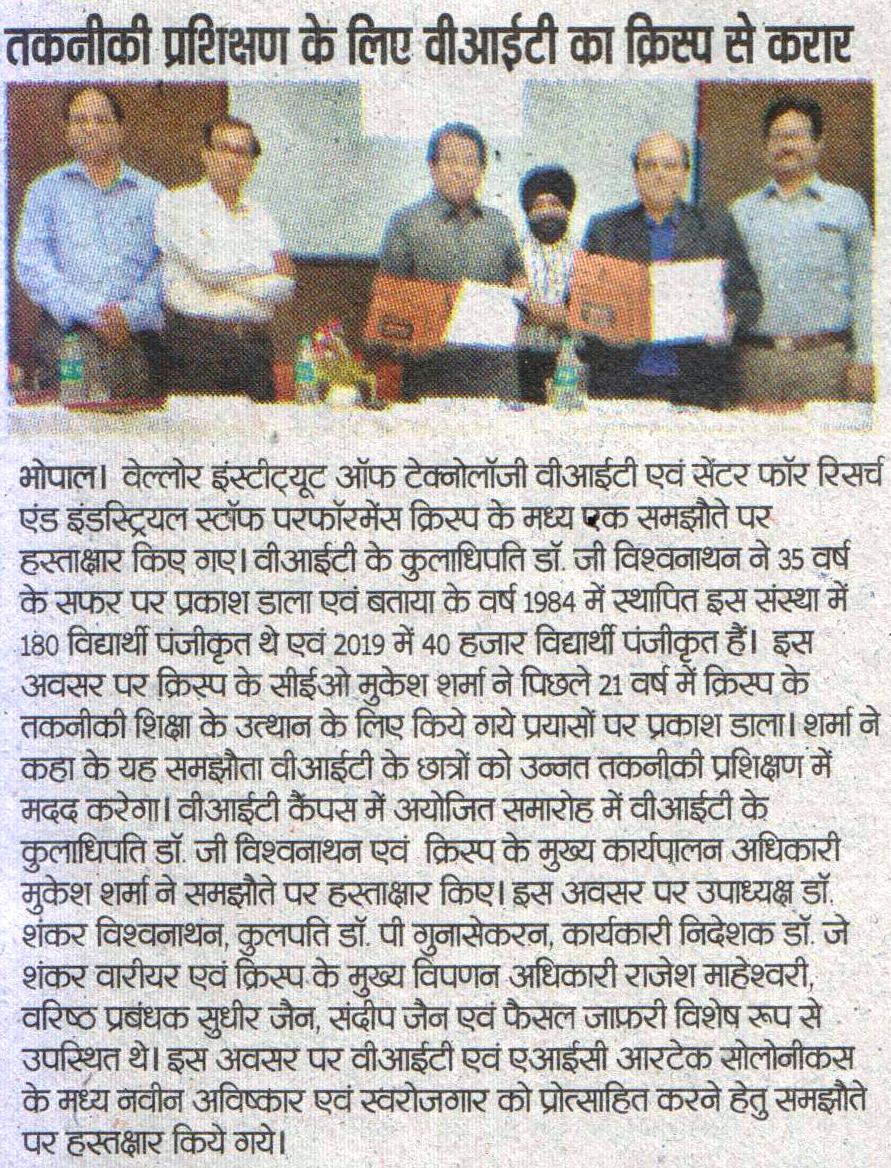 तकनीकी प्रशिक्षण के लिए वीआईटी का क्रिस्प से करार
भोपाल। वेल्लोर इंस्टीट्यूट ऑफ टेक्नोलॉजी वीआईटी एवं सेंटर फॉर रिसर्च
एंड इंडस्ट्रियल स्टॉफ परफॉरमेंस क्रिस्प के मध्य एक समझौते पर
हस्ताक्षार किए गए। वीआईटी के कुलाधिपति डॉ. जी विश्वनाथन ने 35 वर्ष
के सफर पर प्रकाश डाला एवं बताया के वर्ष 1984 में स्थापित इस संस्था में
180 विद्यार्थी पंजीकृत थे एवं 2019 में 40 हजार विद्यार्थी पंजीकृत हैं। इस
अवसर पर क्रिस्प के सीईओ मुकेश शर्मा ने पिछले 21 वर्ष में क्रिस्प के
तकनीकी शिक्षा के उत्थान के लिए किये गये प्रयासों पर प्रकाश डाला। शर्मा ने
कहा के यह समझौता वीआईटी के छात्रों को उन्नत तकनीकी प्रशिक्षण में
मदद करेगा। वीआईटी कैंपस में अयोजित समारोह में वीआईटी के
कुलाधिपति डॉ. जी विश्वनाथन एवं क्रिस्प के मुख्य कार्यपालन अधिकारी
मुकेश शर्मा ने समझौते पर हस्ताक्षार किए। इस अवसर पर उपाध्यक्ष डॉ.
शंकर विश्वनाथन, कुलपति डॉ. पी गुनासेकरन, कार्यकारी निदेशक डॉ. जे
शंकर वारीयर एवं क्रिस्प के मुख्य विपणन अधिकारी राजेश माहेश्वरी,
वरिष्ठ प्रबंधक सुधीर जैन, संदीप जैन एवं फैसल जाफ़री विशेष रूप से
उपस्थित थे। इस अवसर पर वीआईटी एवं एआईसी आरटेक सोलोनीकस
के मध्य नवीन अविष्कार एवं स्वरोजगार को प्रोत्साहित करने हेतु समझौते
पर हस्तक्षार किये गये।